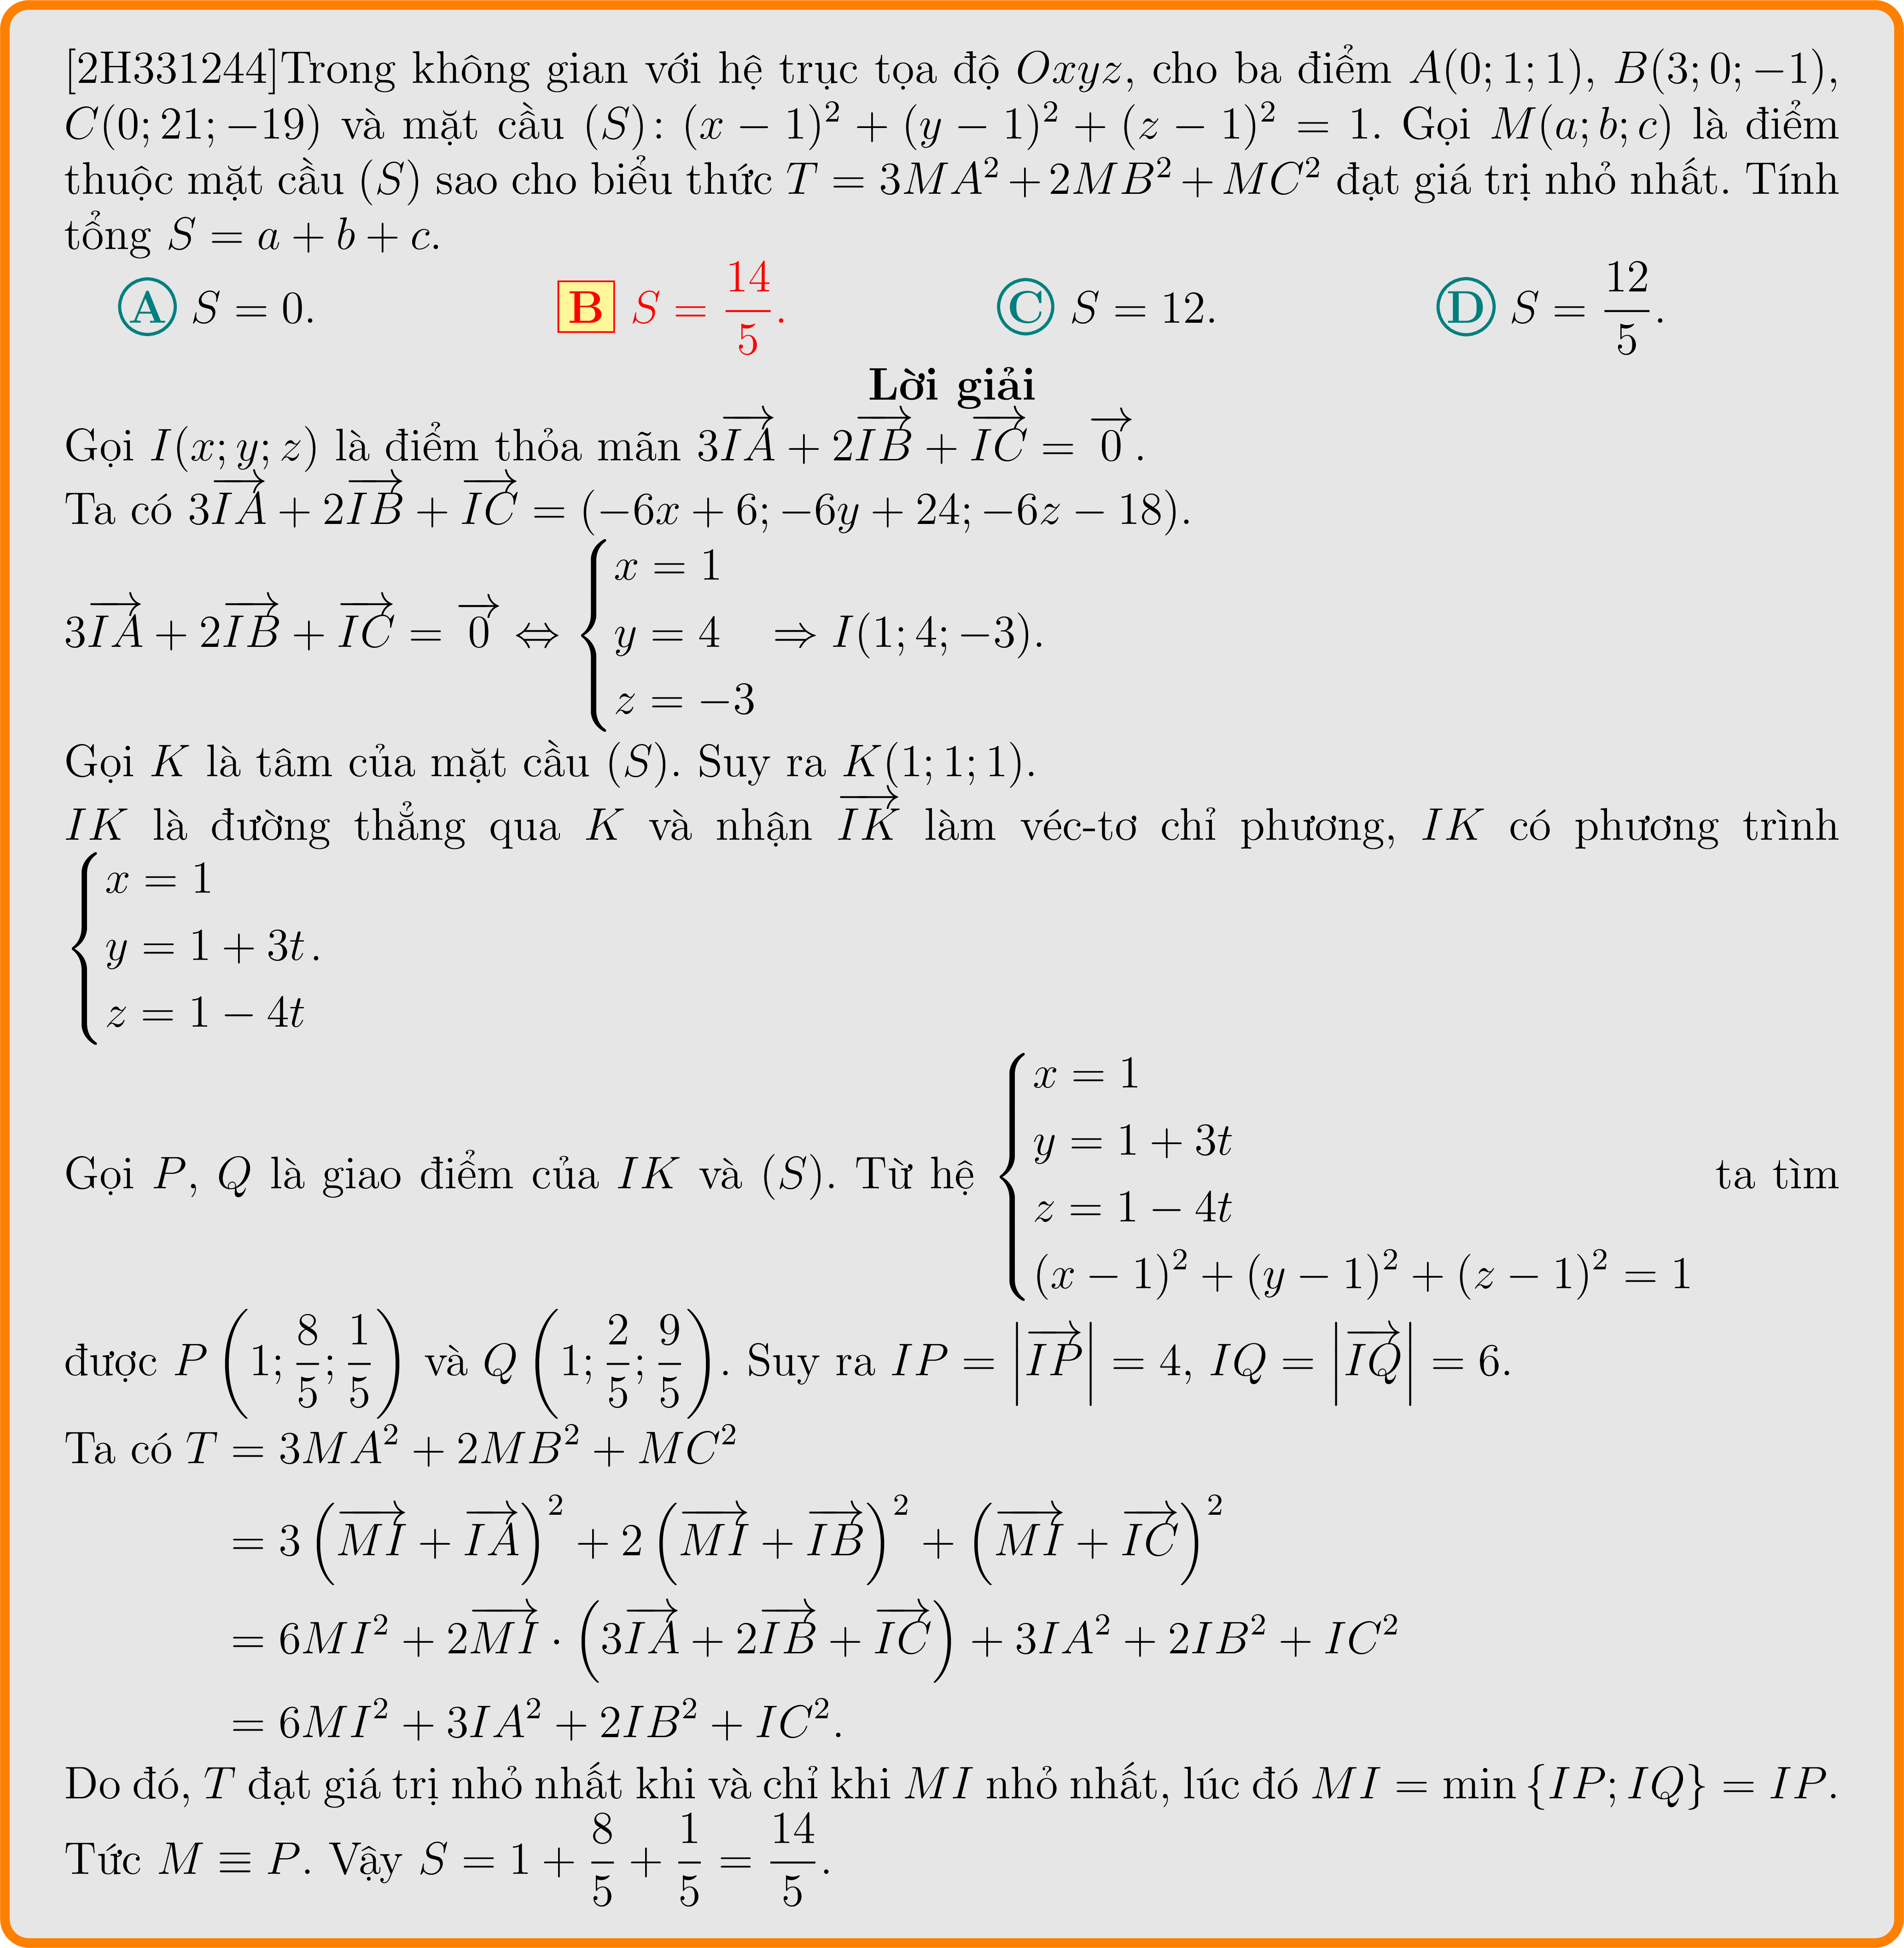 [2H331244]Trong không gian với hệ trục tọa độ $Oxyz$, cho ba điểm $A(0; 1; 1)$, $B(3; 0; -1)$,
$C(0; 21; -19)$ và mặt cầu $(S)\colon (x-1)^2 + (y-1)^2 + (z-1)^2 = 1$. Gọi $M(a; b; c)$ là điểm
thuộc mặt cầu $(S)$ sao cho biểu thức $T = 3MA^2 + 2MB^2 + MC^2$ đạt giá trị nhỏ nhất. Tính
tổng $S = a + b + c$.
A $S = 0$. B $S = \dfrac{14}{5}$. C $S = 12$. D $S = \dfrac{12}{5}$.
Lời giải
Gọi $I(x; y; z)$ là điểm thỏa mãn $3\overrightarrow{IA} + 2\overrightarrow{IB} + \overrightarrow{IC} = \overrightarrow{0}$.
Ta có $3\overrightarrow{IA} + 2\overrightarrow{IB} + \overrightarrow{IC} = (-6x + 6; -6y + 24; -6z - 18)$.
$3\overrightarrow{IA} + 2\overrightarrow{IB} + \overrightarrow{IC} = \overrightarrow{0} \Leftrightarrow \begin{cases} x = 1 \\ y = 4 \\ z = -3 \end{cases} \Rightarrow I(1; 4; -3)$.
Gọi $K$ là tâm của mặt cầu $(S)$. Suy ra $K(1; 1; 1)$.
$IK$ là đường thẳng qua $K$ và nhận $\overrightarrow{IK}$ làm véc-tơ chỉ phương, $IK$ có phương trình
$\begin{cases} x = 1 \\ y = 1 + 3t \\ z = 1 - 4t \end{cases}$.
Gọi $P$, $Q$ là giao điểm của $IK$ và $(S)$. Từ hệ $\begin{cases} x = 1 \\ y = 1 + 3t \\ z = 1 - 4t \\ (x-1)^2 + (y-1)^2 + (z-1)^2 = 1 \end{cases}$ ta tìm
được $P\left(1; \dfrac{8}{5}; \dfrac{1}{5}\right)$ và $Q\left(1; \dfrac{2}{5}; \dfrac{9}{5}\right)$. Suy ra $IP = \left|\overrightarrow{IP}\right| = 4$, $IQ = \left|\overrightarrow{IQ}\right| = 6$.
Ta có $T = 3MA^2 + 2MB^2 + MC^2$
$= 3\left(\overrightarrow{MI} + \overrightarrow{IA}\right)^2 + 2\left(\overrightarrow{MI} + \overrightarrow{IB}\right)^2 + \left(\overrightarrow{MI} + \overrightarrow{IC}\right)^2$
$= 6MI^2 + 2\overrightarrow{MI} \cdot \left(3\overrightarrow{IA} + 2\overrightarrow{IB} + \overrightarrow{IC}\right) + 3IA^2 + 2IB^2 + IC^2$
$= 6MI^2 + 3IA^2 + 2IB^2 + IC^2$.
Do đó, $T$ đạt giá trị nhỏ nhất khi và chỉ khi $MI$ nhỏ nhất, lúc đó $MI = \min\{IP; IQ\} = IP$.
Tức $M \equiv P$. Vậy $S = 1 + \dfrac{8}{5} + \dfrac{1}{5} = \dfrac{14}{5}$.